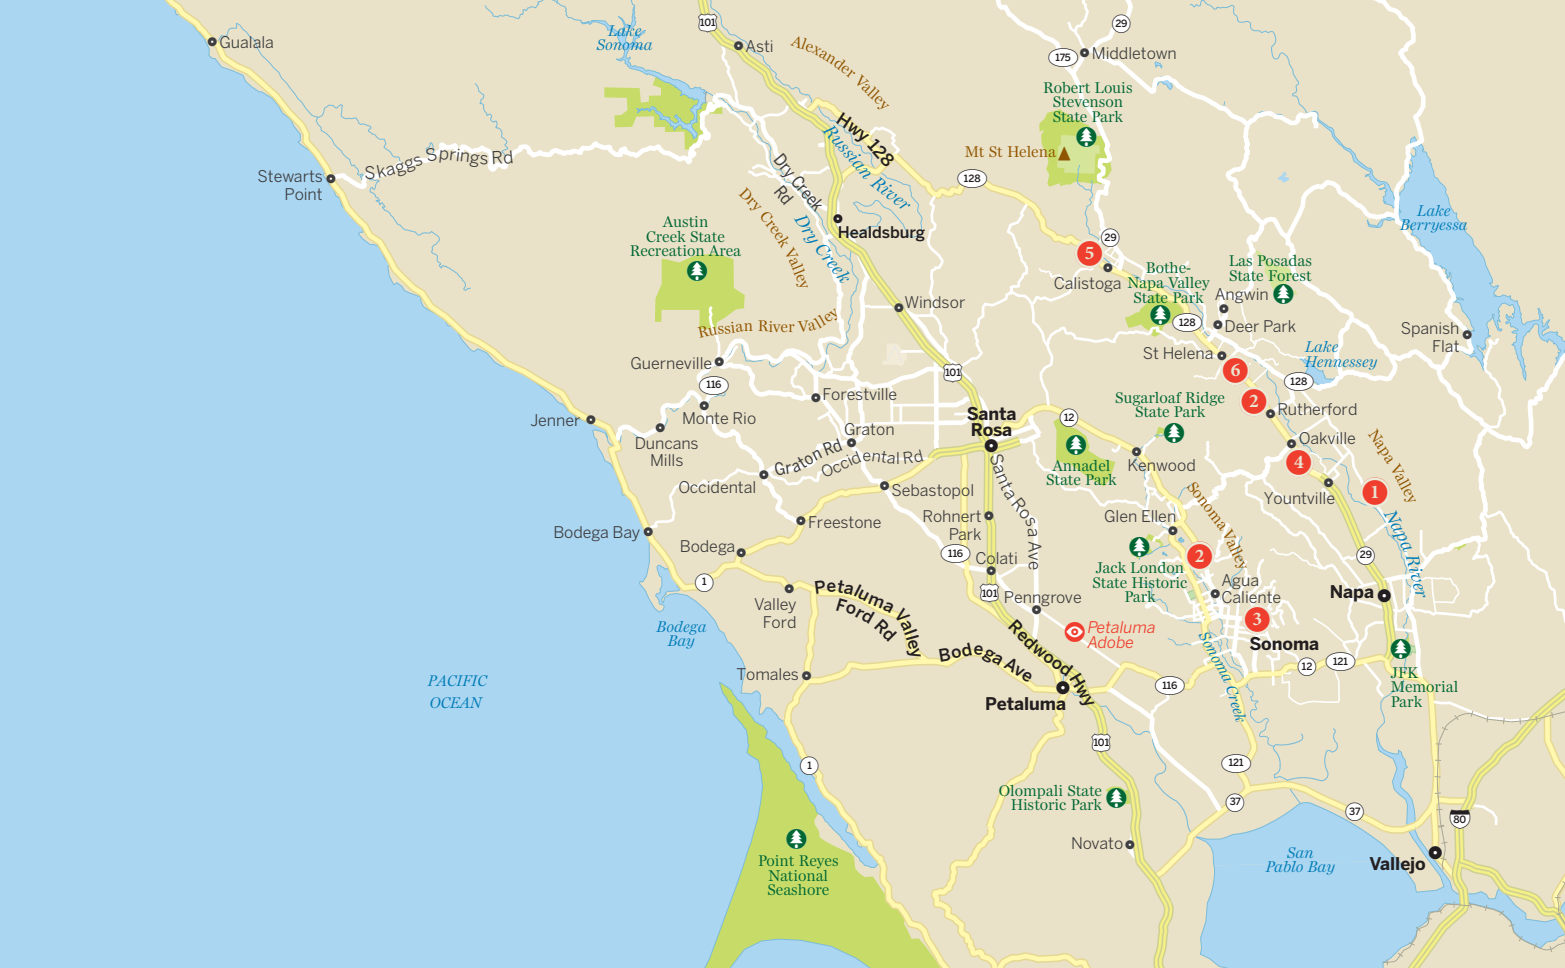 Gualala
Lake
Sonoma
101
Asti
Alexander Valley
29
175
Middletown
Robert Louis
Stevenson
State Park
Mt St Helena
Hwy 128
Russian River
128
Stewarts
Point
Skaggs Springs Rd
Dry Creek
Rd
Dry Creek Valley
Dry Creek
Healdsburg
Austin
Creek State
Recreation Area
Lake
Berryessa
29
5
Calistoga
Bothe-
Napa Valley
State Park
128
Las Posadas
State Forest
Angwin
Deer Park
St Helena
Windsor
Russian River Valley
Guerneville
116
Monte Rio
Forestville
101
Spanish
Flat
Lake
Hennessey
128
6
2
Rutherford
Sugarloaf Ridge
State Park
Oakville
4
Yountville
1
Napa Valley
Napa River
Jenner
Duncans
Mills
Graton
Graton Rd
Occidental Rd
Occidental
Santa
Rosa
12
Annadel
State Park
Kenwood
Sebastopol
Santa Rosa Ave
Rohnert
Park
Glen Ellen
Sonoma Valley
2
Freestone
Bodega Bay
Bodega
116
Colati
Jack London
State Historic
Park
Agua
Caliente
29
Napa
1
Valley
Ford
Petaluma Valley
Ford Rd
101
Penngrove
Petaluma
Adobe
3
Sonoma
Bodega
Bay
Redwood Hwy
Bodega Ave
Tomales
Petaluma
116
Sonoma Creek
12
121
JFK
Memorial
Park
PACIFIC
OCEAN
101
1
121
Olompali State
Historic Park
37
37
80
Novato
San
Pablo Bay
Vallejo
Point Reyes
National
Seashore